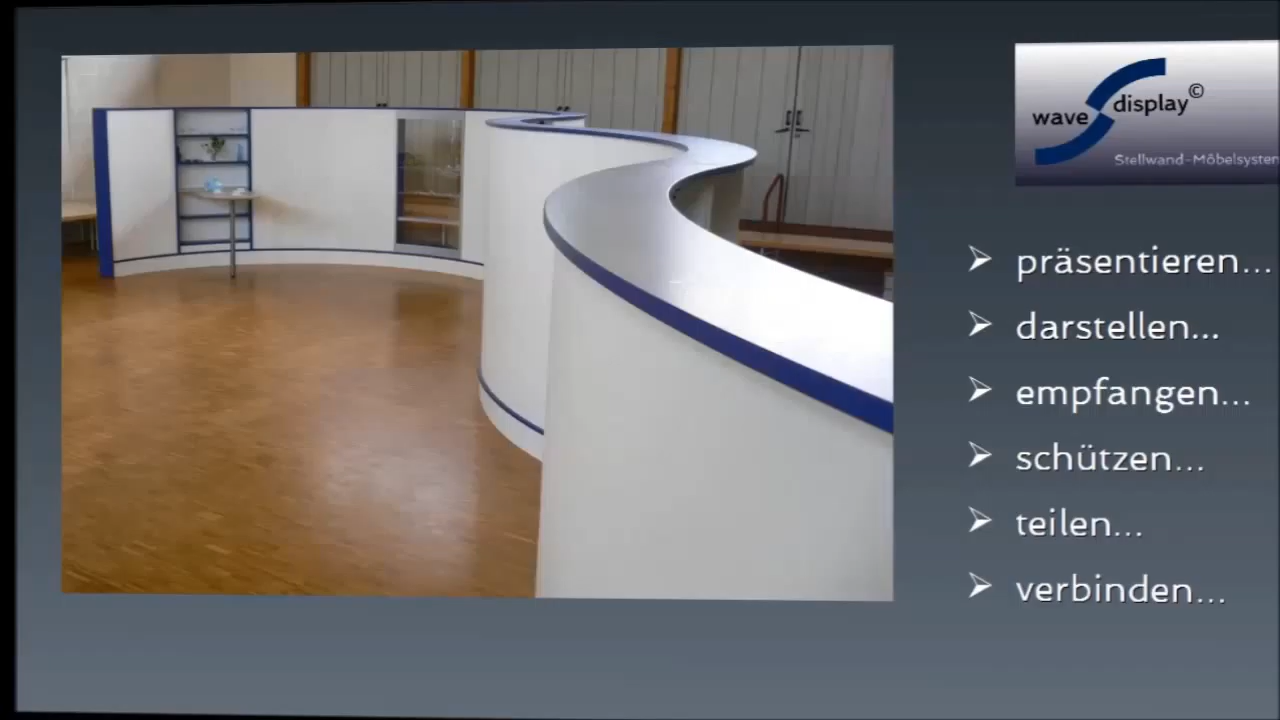 wave display©
Stellwand-Möbelsystem
präsentieren...
darstellen...
empfangen...
schützen...
teilen...
verbinden...